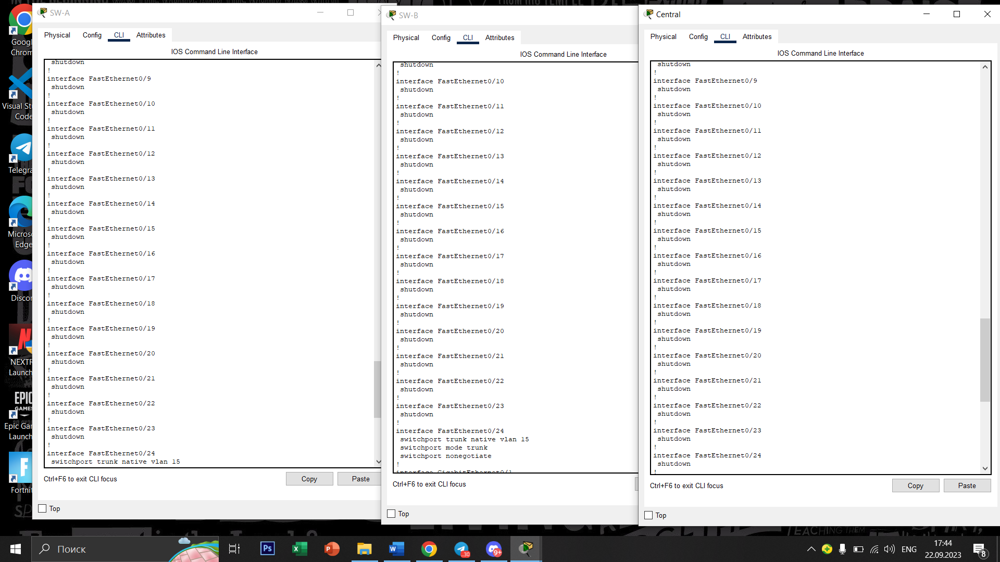 Googl
Chrom
Visual Stu
Code
Telegra
Micros
Edge
Discor
NEXTR
Launch
EPIC
GAMES
Epic Gar
Launch
Fortnit
SW-A
Physical Config CLI Attributes
IOS Command Line Interface
shutdown
!
interface FastEthernet0/9
shutdown
!
interface FastEthernet0/10
shutdown
!
interface FastEthernet0/11
shutdown
!
interface FastEthernet0/12
shutdown
!
interface FastEthernet0/13
shutdown
!
interface FastEthernet0/14
shutdown
!
interface FastEthernet0/15
shutdown
!
interface FastEthernet0/16
shutdown
!
interface FastEthernet0/17
shutdown
!
interface FastEthernet0/18
shutdown
!
interface FastEthernet0/19
shutdown
!
interface FastEthernet0/20
shutdown
!
interface FastEthernet0/21
shutdown
!
interface FastEthernet0/22
shutdown
!
interface FastEthernet0/23
shutdown
!
interface FastEthernet0/24
switchport trunk native vlan 15
Ctrl+F6 to exit CLI focus
Copy Paste
Top
SW-B
Physical Config CLI Attributes
IOS Command Line Interface
shutdown
!
interface FastEthernet0/10
shutdown
!
interface FastEthernet0/11
shutdown
!
interface FastEthernet0/12
shutdown
!
interface FastEthernet0/13
shutdown
!
interface FastEthernet0/14
shutdown
!
interface FastEthernet0/15
shutdown
!
interface FastEthernet0/16
shutdown
!
interface FastEthernet0/17
shutdown
!
interface FastEthernet0/18
shutdown
!
interface FastEthernet0/19
shutdown
!
interface FastEthernet0/20
shutdown
!
interface FastEthernet0/21
shutdown
!
interface FastEthernet0/22
shutdown
!
interface FastEthernet0/23
shutdown
!
interface FastEthernet0/24
switchport trunk native vlan 15
switchport mode trunk
switchport nonegotiate
!
interface GigabitEthernet0/1
Ctrl+F6 to exit CLI focus
Top
Central
Physical Config CLI Attributes
IOS Command Line Interface
shutdown
!
interface FastEthernet0/9
shutdown
!
interface FastEthernet0/10
shutdown
!
interface FastEthernet0/11
shutdown
!
interface FastEthernet0/12
shutdown
!
interface FastEthernet0/13
shutdown
!
interface FastEthernet0/14
shutdown
!
interface FastEthernet0/15
shutdown
!
interface FastEthernet0/16
shutdown
!
interface FastEthernet0/17
shutdown
!
interface FastEthernet0/18
shutdown
!
interface FastEthernet0/19
shutdown
!
interface FastEthernet0/20
shutdown
!
interface FastEthernet0/21
shutdown
!
interface FastEthernet0/22
shutdown
!
interface FastEthernet0/23
shutdown
!
interface FastEthernet0/24
shutdown
!
Ctrl+F6 to exit CLI focus
Copy Paste
Top
TEACHING THEM
Поиск
ENG
17:44
22.09.2023
8